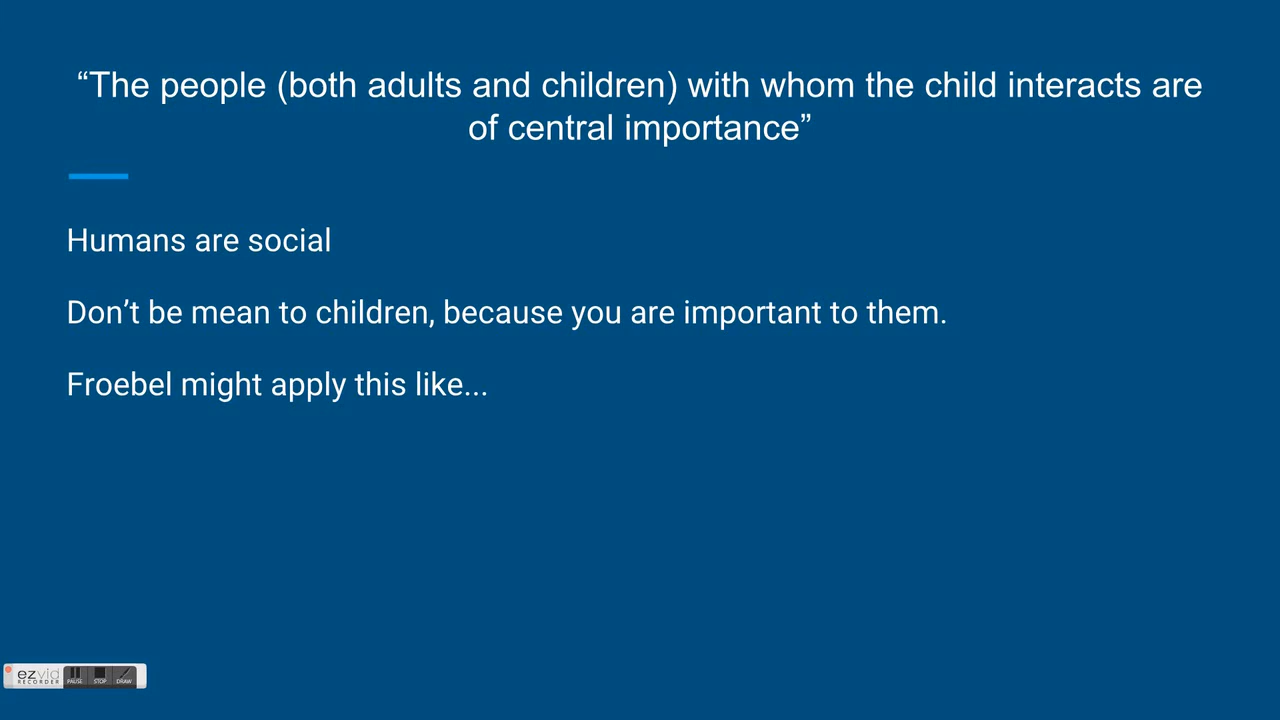 “The people (both adults and children) with whom the child interacts are
of central importance”
Humans are social
Don’t be mean to children, because you are important to them.
Froebel might apply this like...
ezvid
RECORDER
PAUSE STOP DRAW